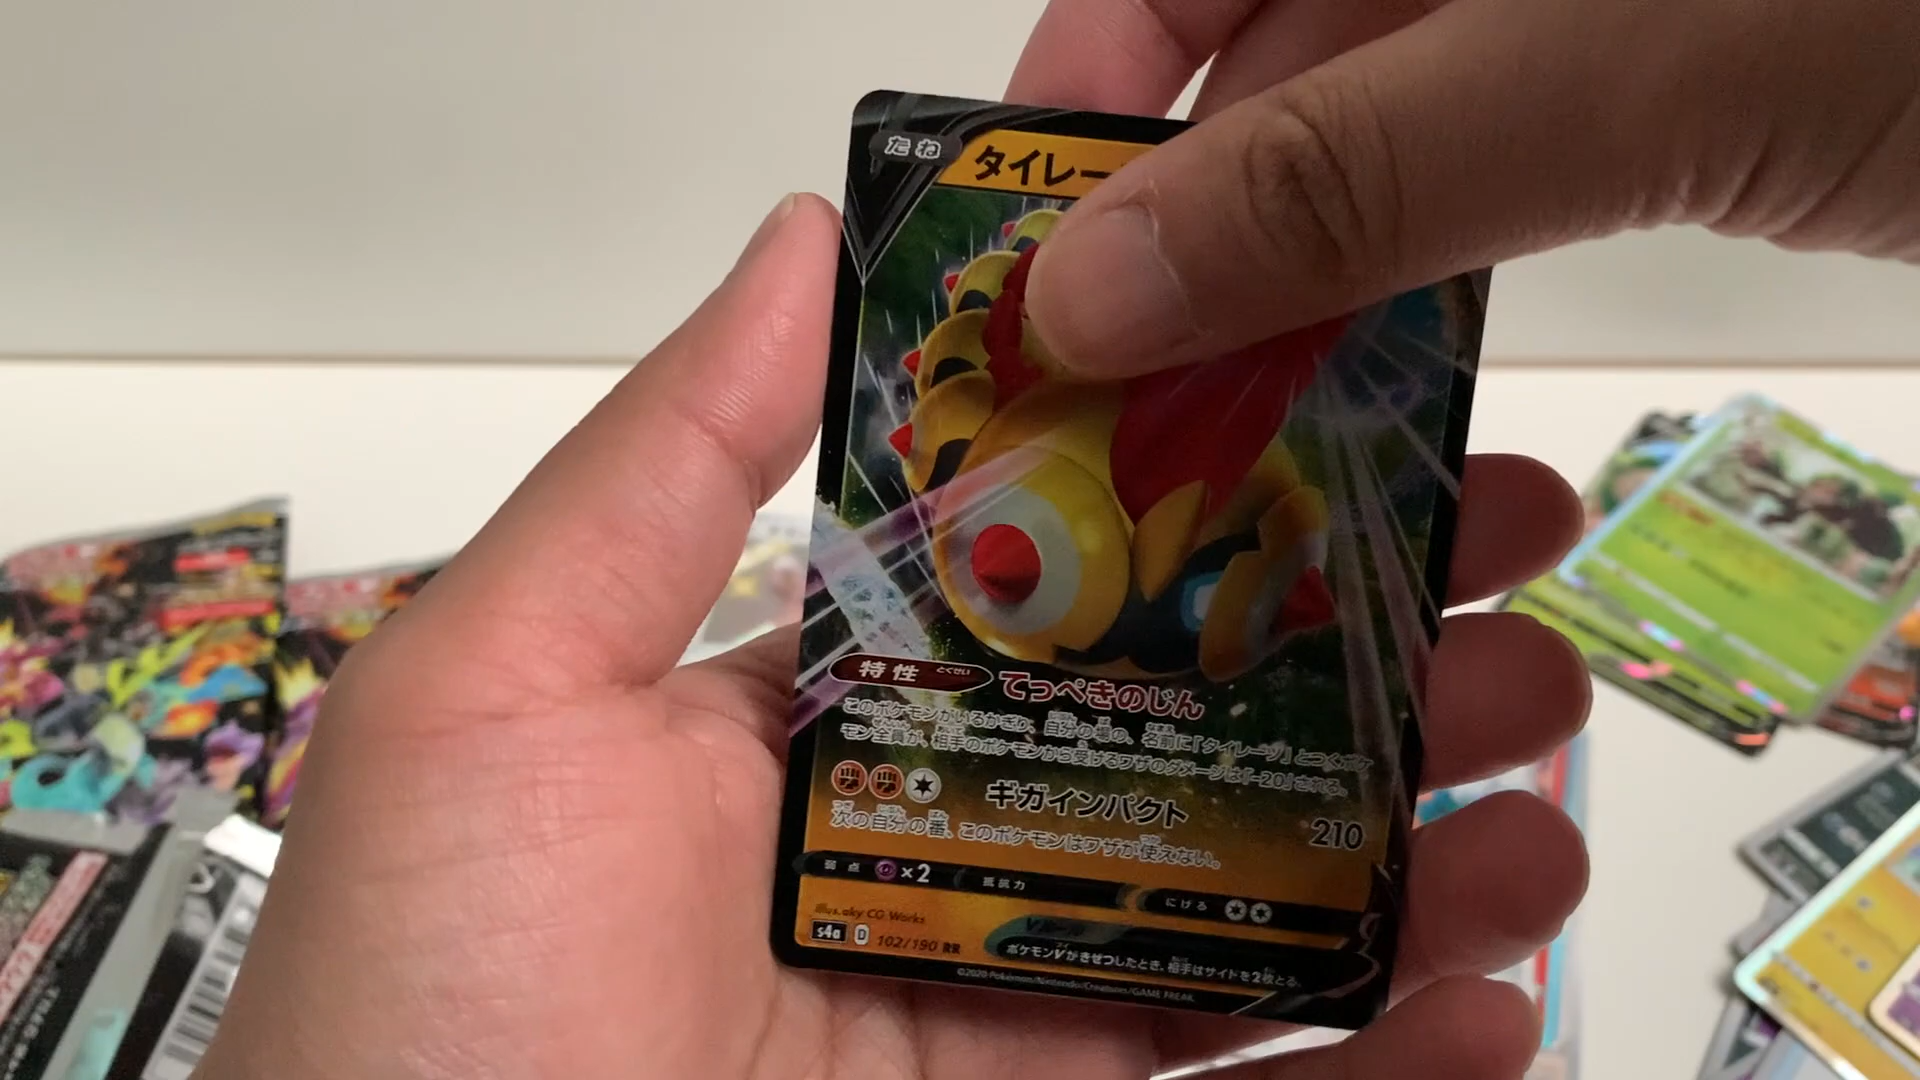 たね
タイレー
特性 とくせい てっぺきのじん
このポケモンがいるかぎり、自分の場の、名前に「タイレーツ」とつくポケ
モン全員が、相手のポケモンから受けるワザのダメージは「-20」される。
ギガインパクト 210
次の自分の番、このポケモンはワザが使えない。
弱点 ×2 抵抗力 にげる
Illus. aky CG Works
s4a D 102/190 RR
Vルール
ポケモンVがきぜつしたとき、相手はサイドを2枚とる。
©2020 Pokémon/Nintendo/Creatures/GAME FREAK.